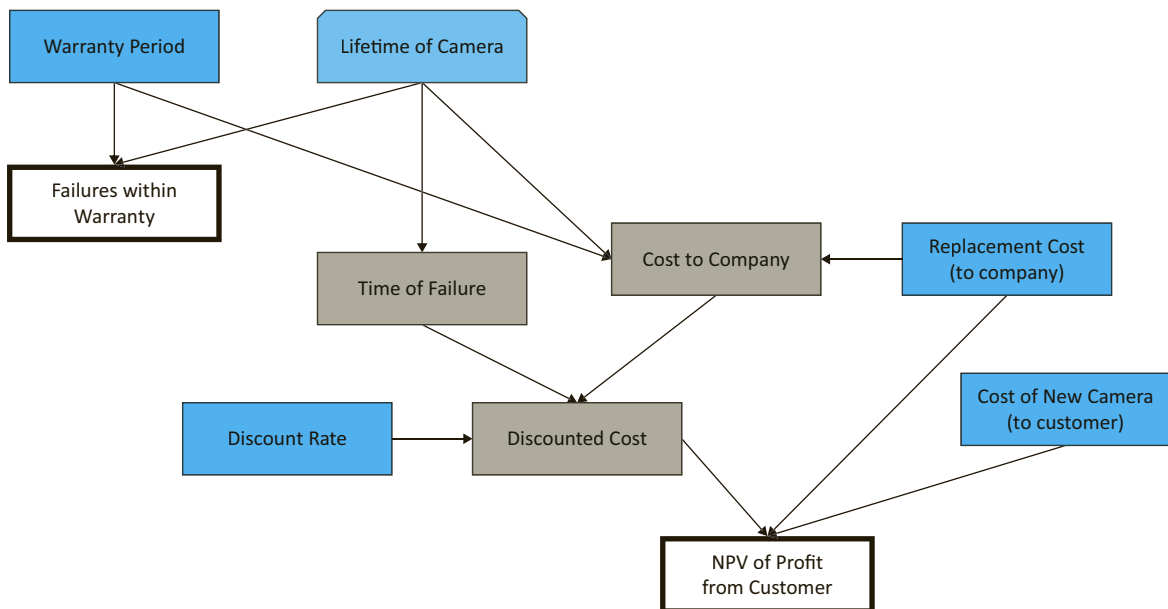 Warranty Period
Lifetime of Camera
Failures within
Warranty
Cost to Company
Replacement Cost
(to company)
Time of Failure
Cost of New Camera
(to customer)
Discount Rate
Discounted Cost
NPV of Profit
from Customer